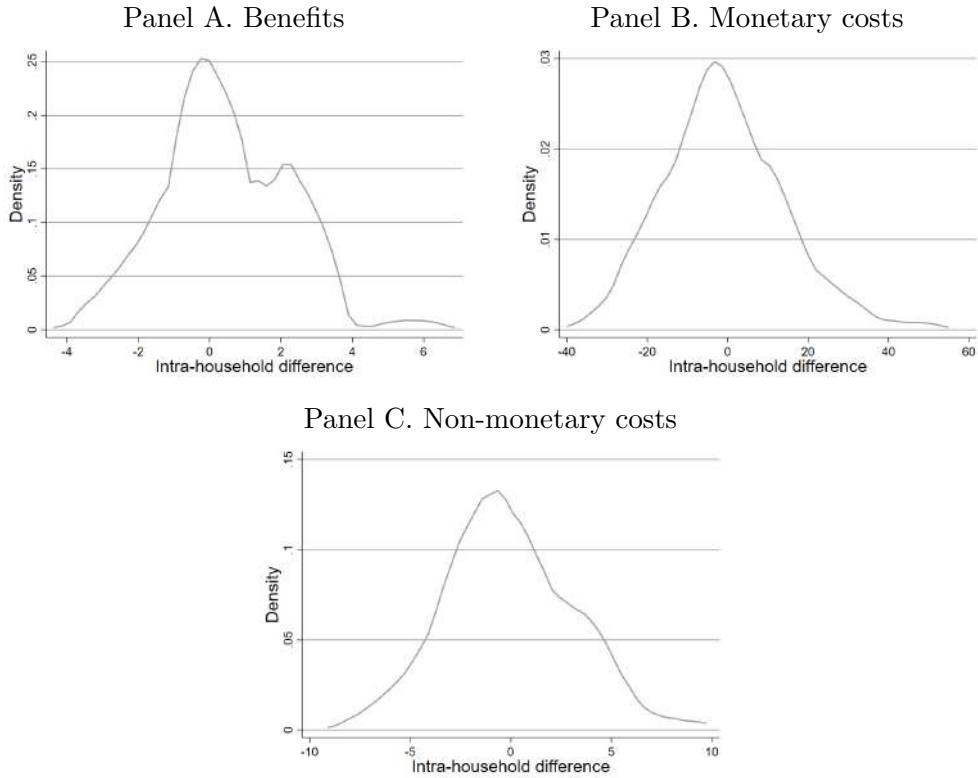 Panel A. Benefits
Density
.25
.2
.15
.1
.05
0
-4 -2 0 2 4 6
Intra-household difference
Panel B. Monetary costs
Density
.03
.02
.01
0
-40 -20 0 20 40 60
Intra-household difference
Panel C. Non-monetary costs
Density
.15
.1
.05
0
-10 -5 0 5 10
Intra-household difference